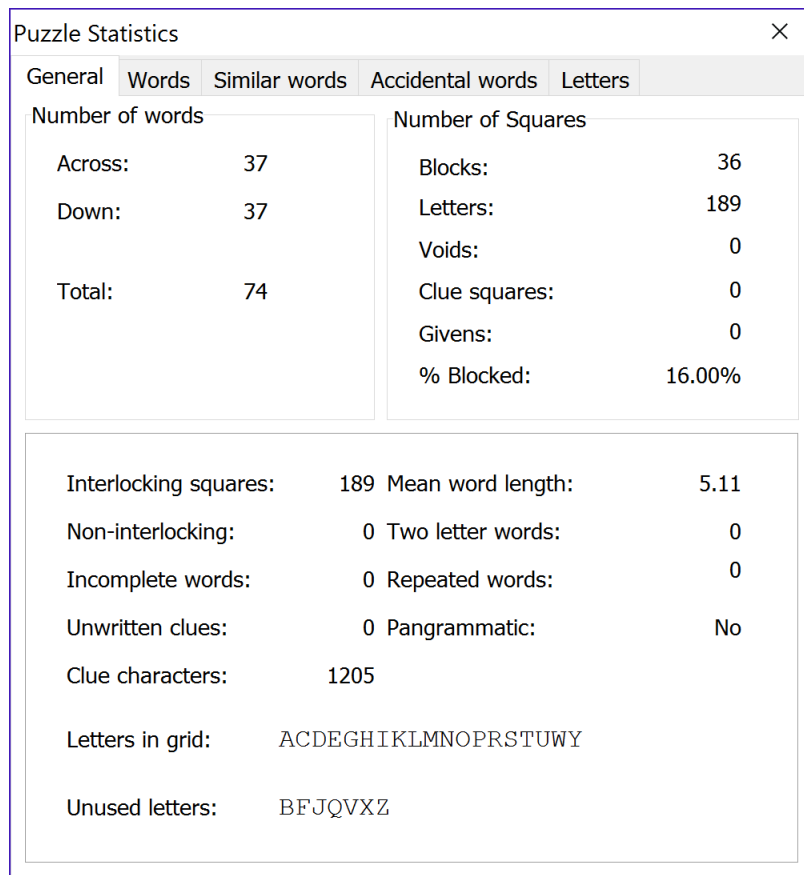 Puzzle Statistics
General Words Similar words Accidental words Letters
Number of words
Across: 37
Down: 37
Total: 74
Number of Squares
Blocks: 36
Letters: 189
Voids: 0
Clue squares: 0
Givens: 0
% Blocked: 16.00%
Interlocking squares: 189 Mean word length: 5.11
Non-interlocking: 0 Two letter words: 0
Incomplete words: 0 Repeated words: 0
Unwritten clues: 0 Pangrammatic: No
Clue characters: 1205
Letters in grid: ACDEGHIKLMNOPRSTUWY
Unused letters: BFJQVXZ